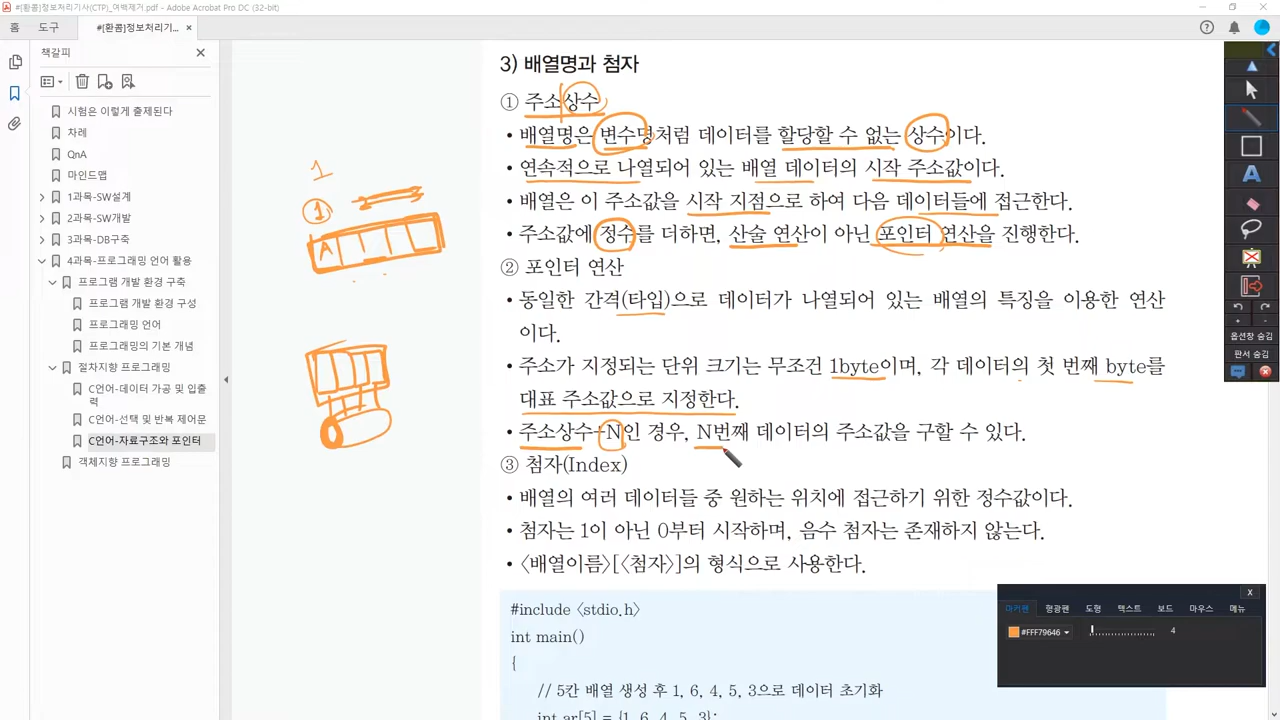 #[환콤]정보처리기사(CTP)_여백제거.pdf - Adobe Acrobat Pro DC (32-bit)
홈 도구 #[환콤]정보처리기... ×
책갈피
시험은 이렇게 출제된다
차례
QnA
마인드맵
1과목-SW설계
2과목-SW개발
3과목-DB구축
4과목-프로그래밍 언어 활용
프로그램 개발 환경 구축
프로그램 개발 환경 구성
프로그래밍 언어
프로그래밍의 기본 개념
절차지향 프로그래밍
C언어-데이터 가공 및 입출
력
C언어-선택 및 반복 제어문
C언어-자료구조와 포인터
객체지향 프로그래밍
1
1
A
3) 배열명과 첨자
① 주소상수
• 배열명은 변수명처럼 데이터를 할당할 수 없는 상수이다.
• 연속적으로 나열되어 있는 배열 데이터의 시작 주소값이다.
• 배열은 이 주소값을 시작 지점으로 하여 다음 데이터들에 접근한다.
• 주소값에 정수를 더하면, 산술 연산이 아닌 포인터 연산을 진행한다.
② 포인터 연산
• 동일한 간격(타입)으로 데이터가 나열되어 있는 배열의 특징을 이용한 연산
이다.
• 주소가 지정되는 단위 크기는 무조건 1byte이며, 각 데이터의 첫 번째 byte를
대표 주소값으로 지정한다.
• 주소상수+N인 경우, N번째 데이터의 주소값을 구할 수 있다.
③ 첨자(Index)
• 배열의 여러 데이터들 중 원하는 위치에 접근하기 위한 정수값이다.
• 첨자는 1이 아닌 0부터 시작하며, 음수 첨자는 존재하지 않는다.
• 〈배열이름〉[〈첨자〉]의 형식으로 사용한다.
#include 〈stdio.h〉
int main()
{
// 5칸 배열 생성 후 1, 6, 4, 5, 3으로 데이터 초기화
int ar[5] = {1, 6, 4, 5, 3};
A
옵션창 숨김
판서 숨김
X
마커펜 형광펜 도형 텍스트 보드 마우스 메뉴
#FFF79646 4